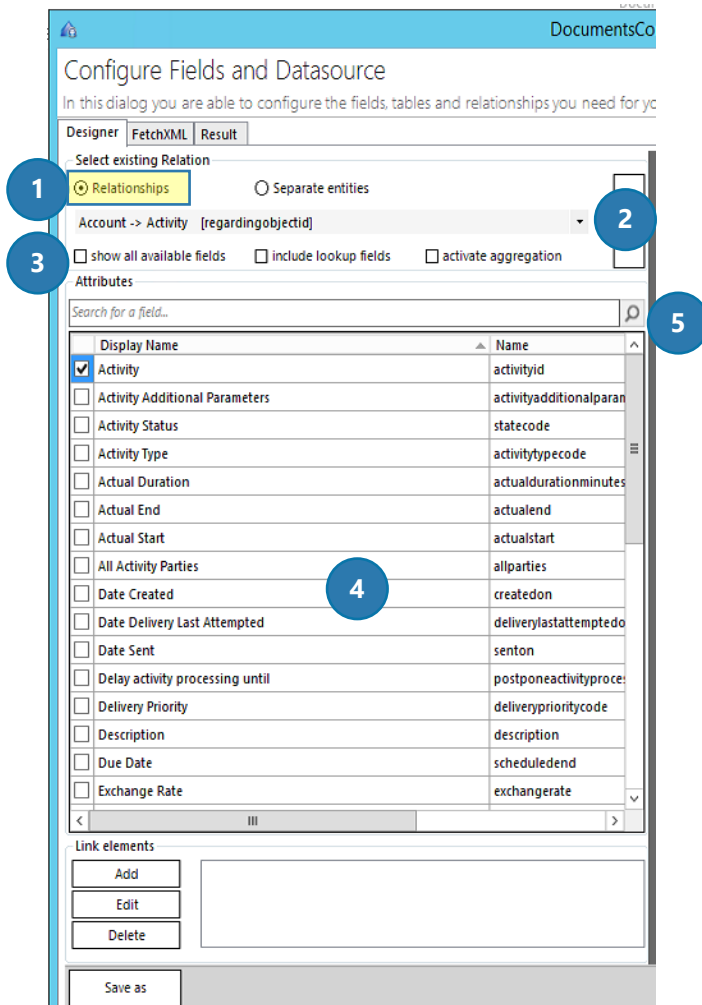 DocumentsCo
Configure Fields and Datasource
In this dialog you are able to configure the fields, tables and relationships you need for yo
Designer FetchXML Result
Select existing Relation
1 Relationships Separate entities
Account -> Activity [regardingobjectid] 2
3 show all available fields include lookup fields activate aggregation
Attributes
Search for a field... 5
Display Name Name
Activity activityid
Activity Additional Parameters activityadditionalparam
Activity Status statecode
Activity Type activitytypecode
Actual Duration actualdurationminutes
Actual End actualend
Actual Start actualstart
All Activity Parties allparties
Date Created 4 createdon
Date Delivery Last Attempted deliverylastattemptedo
Date Sent senton
Delay activity processing until postponeactivityproces
Delivery Priority deliveryprioritycode
Description description
Due Date scheduledend
Exchange Rate exchangerate
Link elements
Add
Edit
Delete
Save as